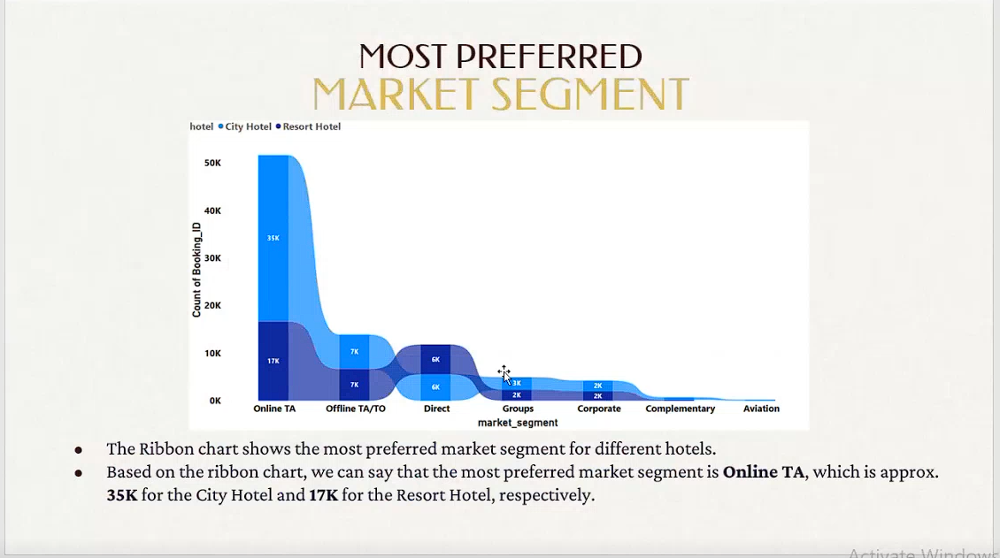 MOST PREFERRED
MARKET SEGMENT
hotel City Hotel Resort Hotel
50K
40K
30K
20K
10K
0K
Count of Booking_ID
35K
17K
7K
7K
6K
6K
3K
2K
2K
2K
Online TA Offline TA/TO Direct Groups Corporate Complementary Aviation
market_segment
● The Ribbon chart shows the most preferred market segment for different hotels.
● Based on the ribbon chart, we can say that the most preferred market segment is Online TA, which is approx.
35K for the City Hotel and 17K for the Resort Hotel, respectively.
Activate Windows